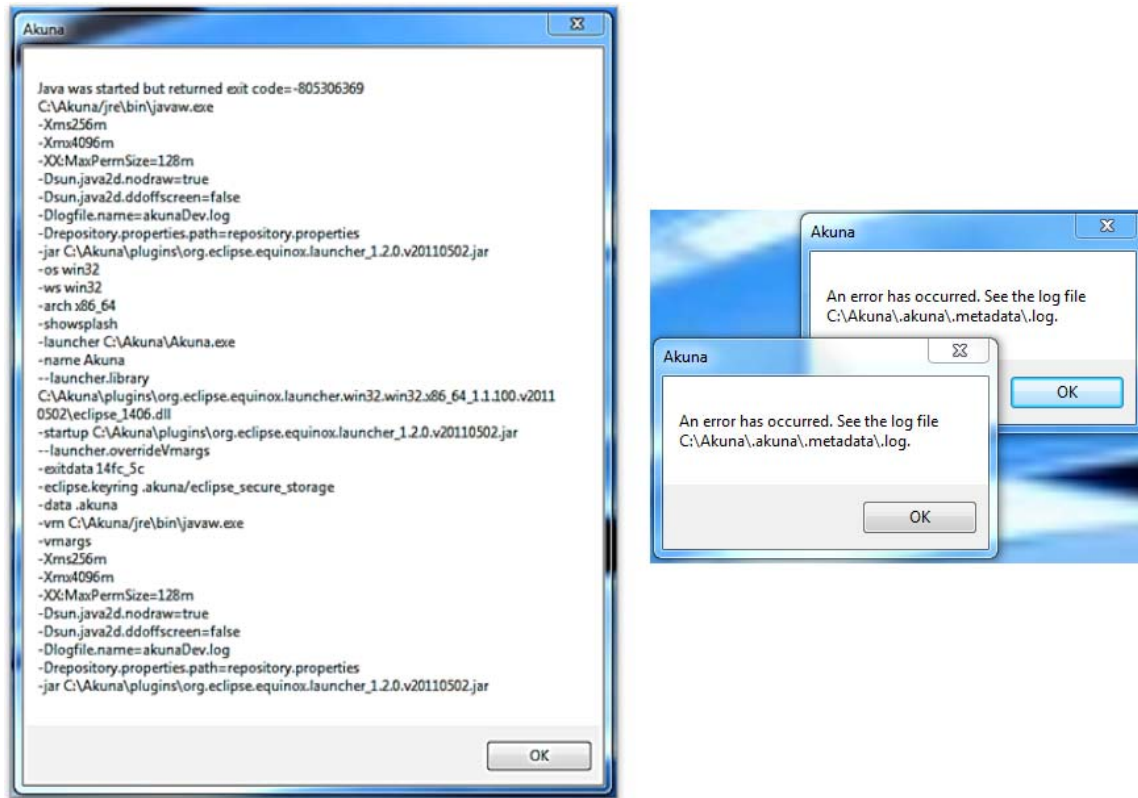 Akuna
Java was started but returned exit code=-805306369
C:\Akuna/jre\bin\javaw.exe
-Xms256m
-Xmx4096m
-XX:MaxPermSize=128m
-Dsun.java2d.nodraw=true
-Dsun.java2d.ddoffscreen=false
-Dlogfile.name=akunaDev.log
-Drepository.properties.path=repository.properties
-jar C:\Akuna\plugins\org.eclipse.equinox.launcher_1.2.0.v20110502.jar
-os win32
-ws win32
-arch x86_64
-showsplash
-launcher C:\Akuna\Akuna.exe
-name Akuna
--launcher.library
C:\Akuna\plugins\org.eclipse.equinox.launcher.win32.win32.x86_64_1.1.100.v2011
0502\eclipse_1406.dll
-startup C:\Akuna\plugins\org.eclipse.equinox.launcher_1.2.0.v20110502.jar
--launcher.overrideVmargs
-exitdata 14fc_5c
-eclipse.keyring .akuna/eclipse_secure_storage
-data .akuna
-vm C:\Akuna/jre\bin\javaw.exe
-vmargs
-Xms256m
-Xmx4096m
-XX:MaxPermSize=128m
-Dsun.java2d.nodraw=true
-Dsun.java2d.ddoffscreen=false
-Dlogfile.name=akunaDev.log
-Drepository.properties.path=repository.properties
-jar C:\Akuna\plugins\org.eclipse.equinox.launcher_1.2.0.v20110502.jar
OK
Akuna
An error has occurred. See the log file
C:\Akuna\.akuna\.metadata\.log.
OK
Akuna
An error has occurred. See the log file
C:\Akuna\.akuna\.metadata\.log.
OK